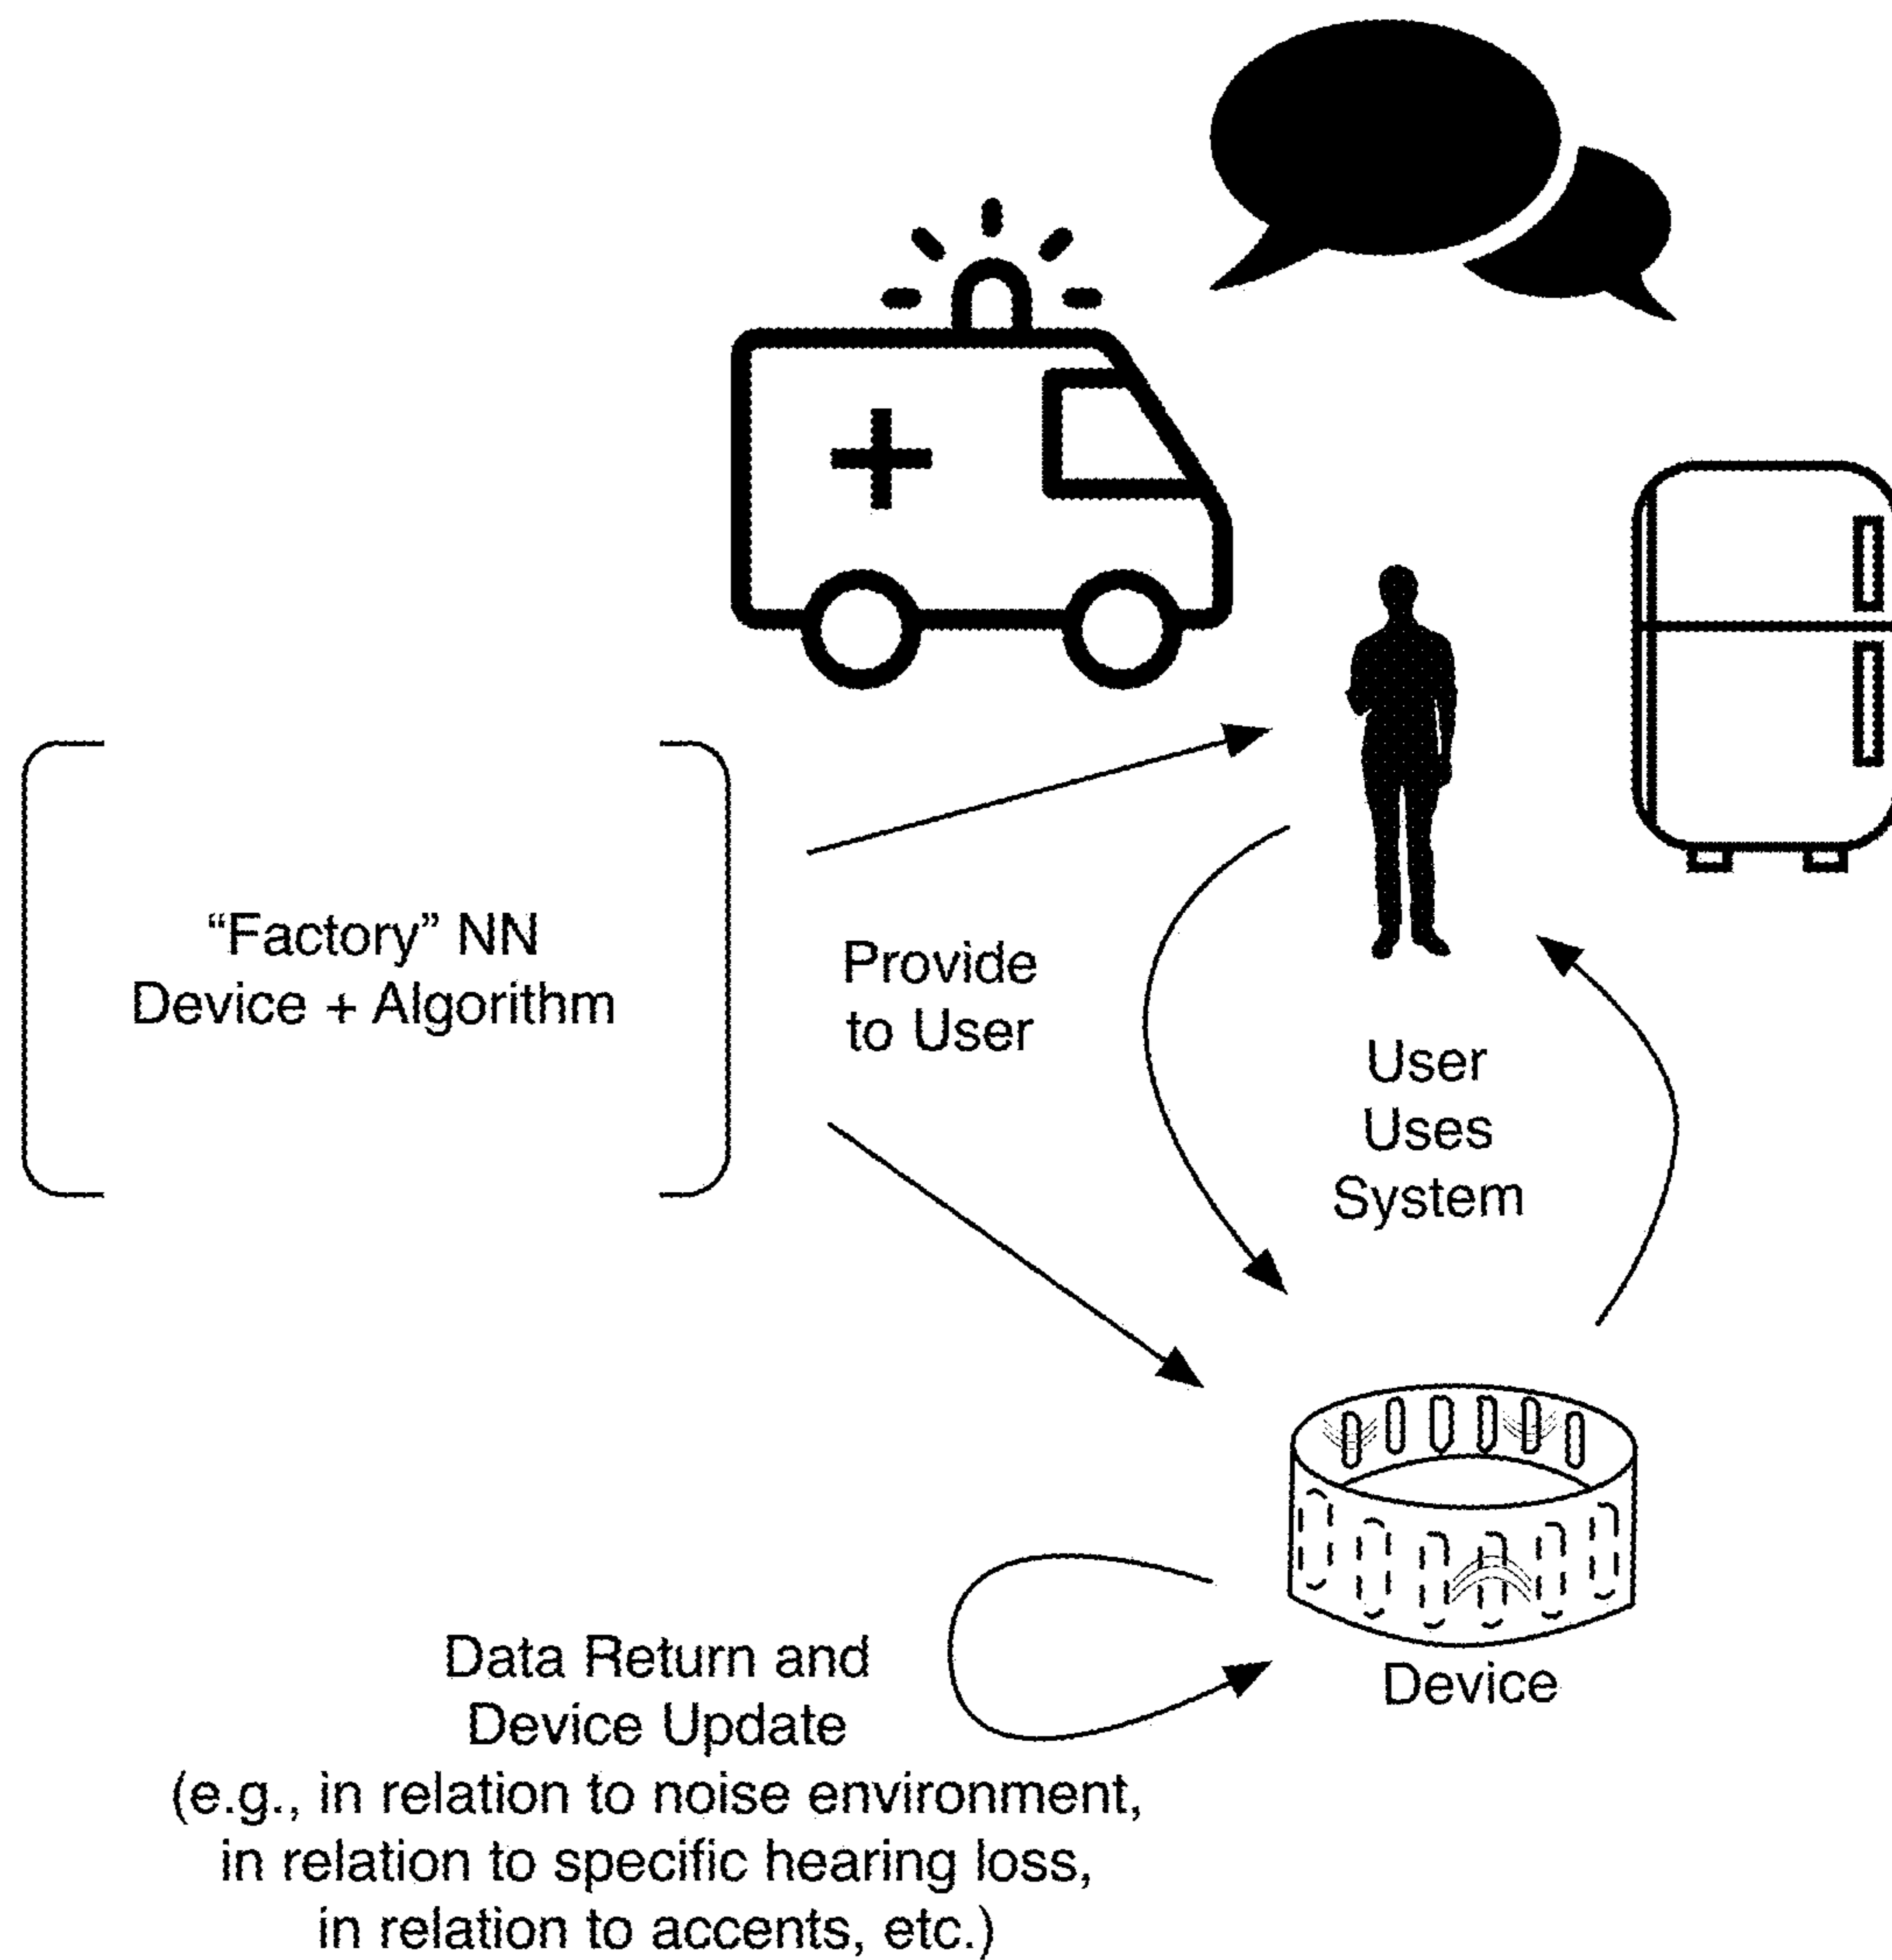 “Factory” NN
Device + Algorithm
Provide
to User
User
Uses
System
Device
Data Return and
Device Update
(e.g., in relation to noise environment,
in relation to specific hearing loss,
in relation to accents, etc.)